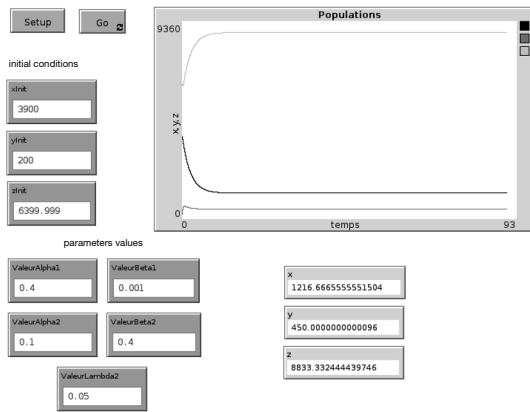 Setup
Go
initial conditions
xInit
3900
yInit
200
zInit
6399.999
Populations
9360
x,y,z
0
0
temps
93
parameters values
ValeurAlpha1
0.4
ValeurBeta1
0.001
ValeurAlpha2
0.1
ValeurBeta2
0.4
ValeurLambda2
0.05
x
1216.6665555551504
y
450.0000000000096
z
8833.332444439746